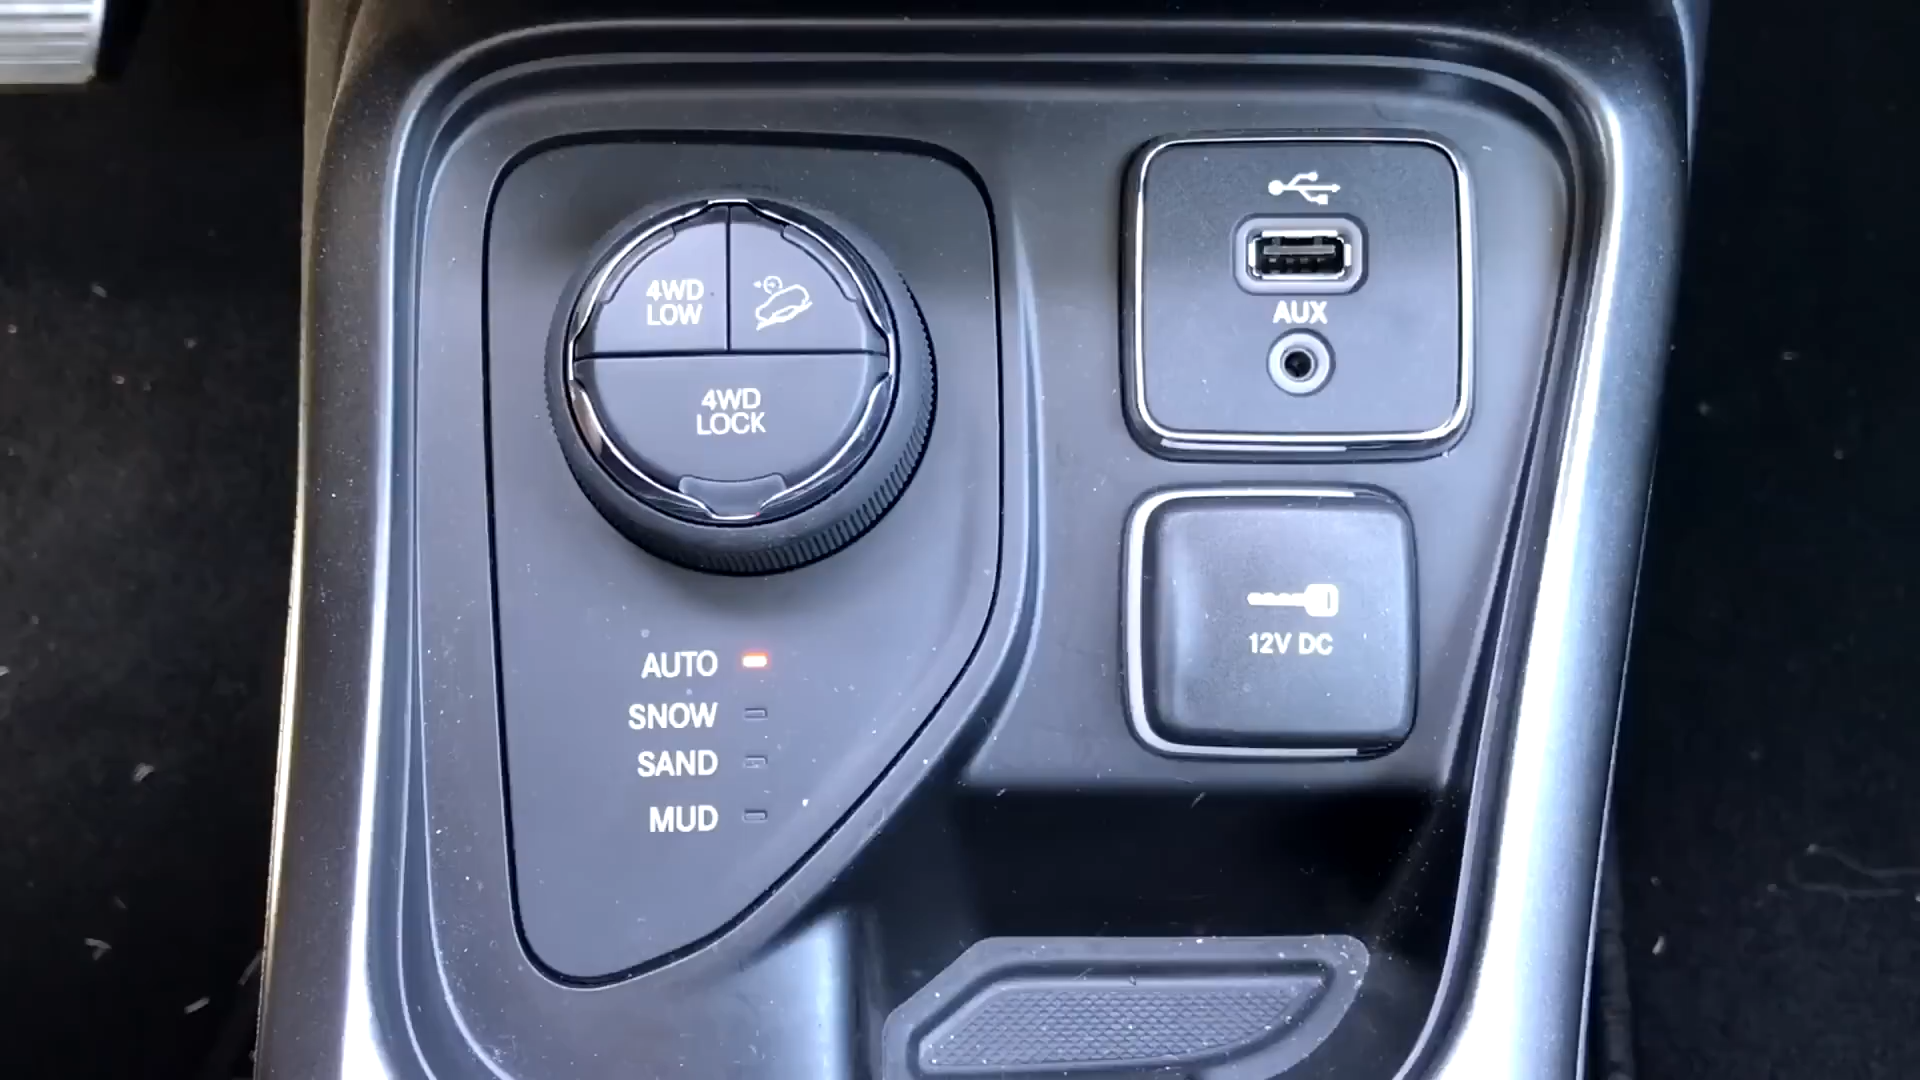 4WD
LOW
4WD
LOCK
AUTO
SNOW
SAND
MUD
AUX
12V DC